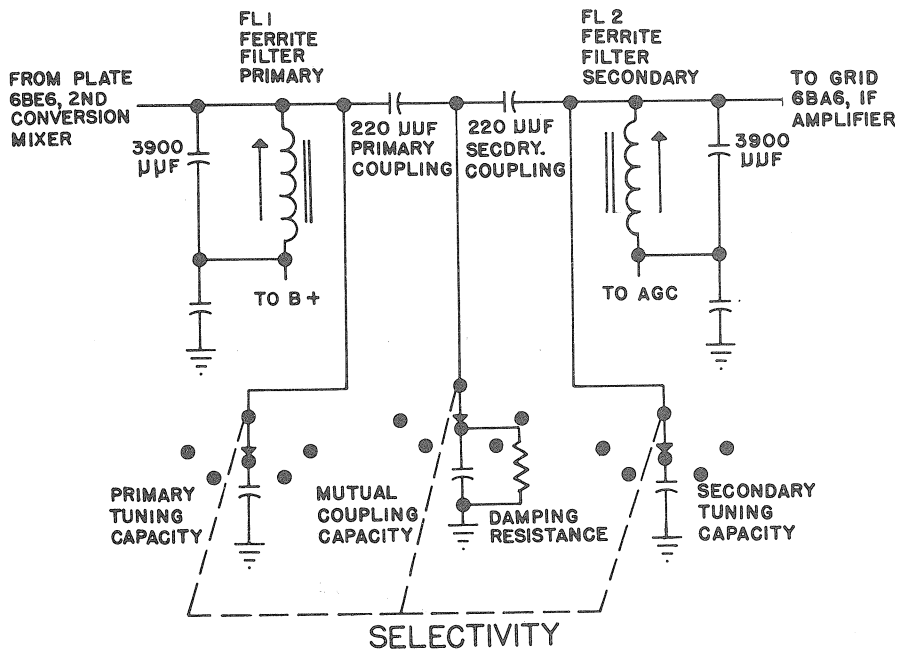 FL 1
FERRITE
FILTER
PRIMARY
FL 2
FERRITE
FILTER
SECONDARY
FROM PLATE
6BE6, 2ND
CONVERSION
MIXER
TO GRID
6BA6, IF
AMPLIFIER
3900
µµF
220 µµF
PRIMARY
COUPLING
220 µµF
SECDRY.
COUPLING
3900
µµF
TO B+
TO AGC
PRIMARY
TUNING
CAPACITY
MUTUAL
COUPLING
CAPACITY
DAMPING
RESISTANCE
SECONDARY
TUNING
CAPACITY
SELECTIVITY